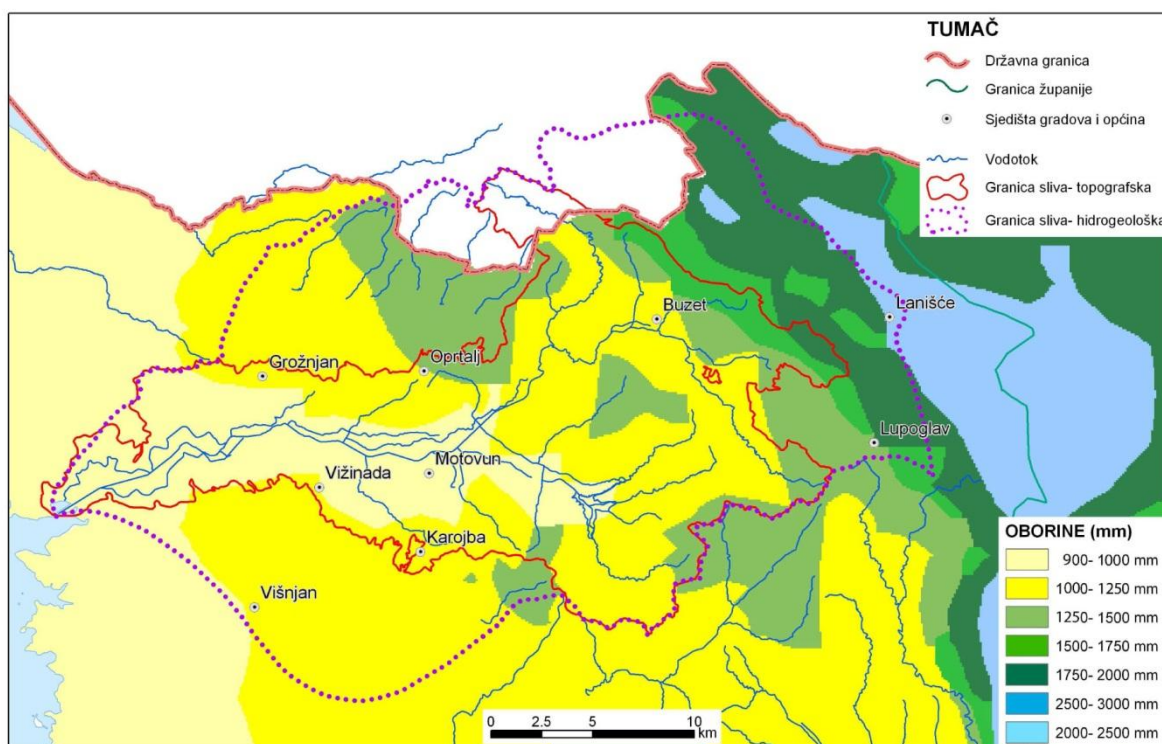 TUMAČ
Državna granica
Granica županije
Sjedišta gradova i općina
Vodotok
Granica sliva- topografska
Granica sliva- hidrogeološka
Lanišće
Buzet
Oprtalj
Grožnjan
Lupoglav
Motovun
Vižinada
Karojba
Višnjan
OBORINE (mm)
900- 1000 mm
1000- 1250 mm
1250- 1500 mm
1500- 1750 mm
1750- 2000 mm
2500- 3000 mm
2000- 2500 mm
0 2.5 5 10
km